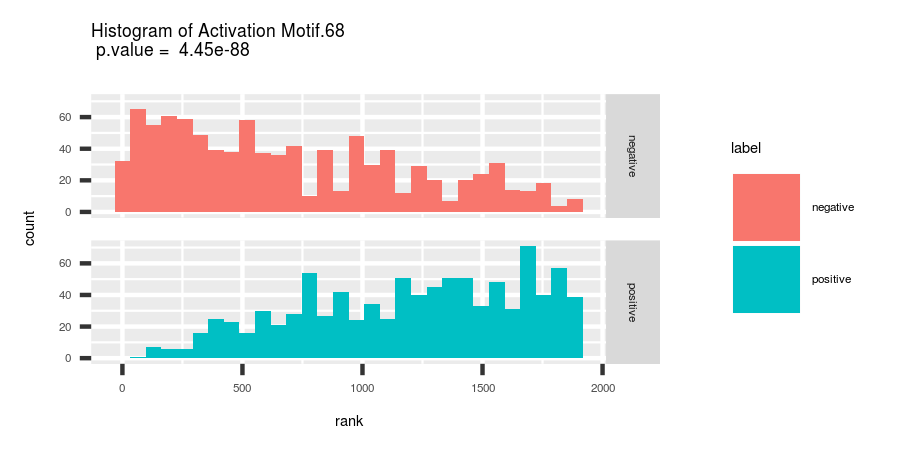 Histogram of Activation Motif.68
p.value = 4.45e-88
count
60
40
20
0
negative
60
40
20
0
positive
0 500 1000 1500 2000
rank
label
negative
positive